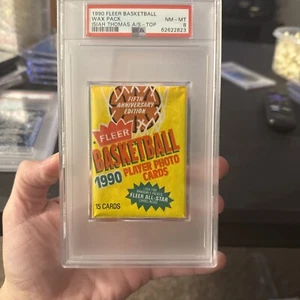 1990 FLEER BASKETBALL
WAX PACK
ISIAH THOMAS A/S - TOP
NM - MT
8
62622823
PSA
FIFTH
ANNIVERSARY
EDITION
FLEER
BASKETBALL
1990 PLAYER PHOTO
CARDS
FLEER ALL-STAR
15 CARDS